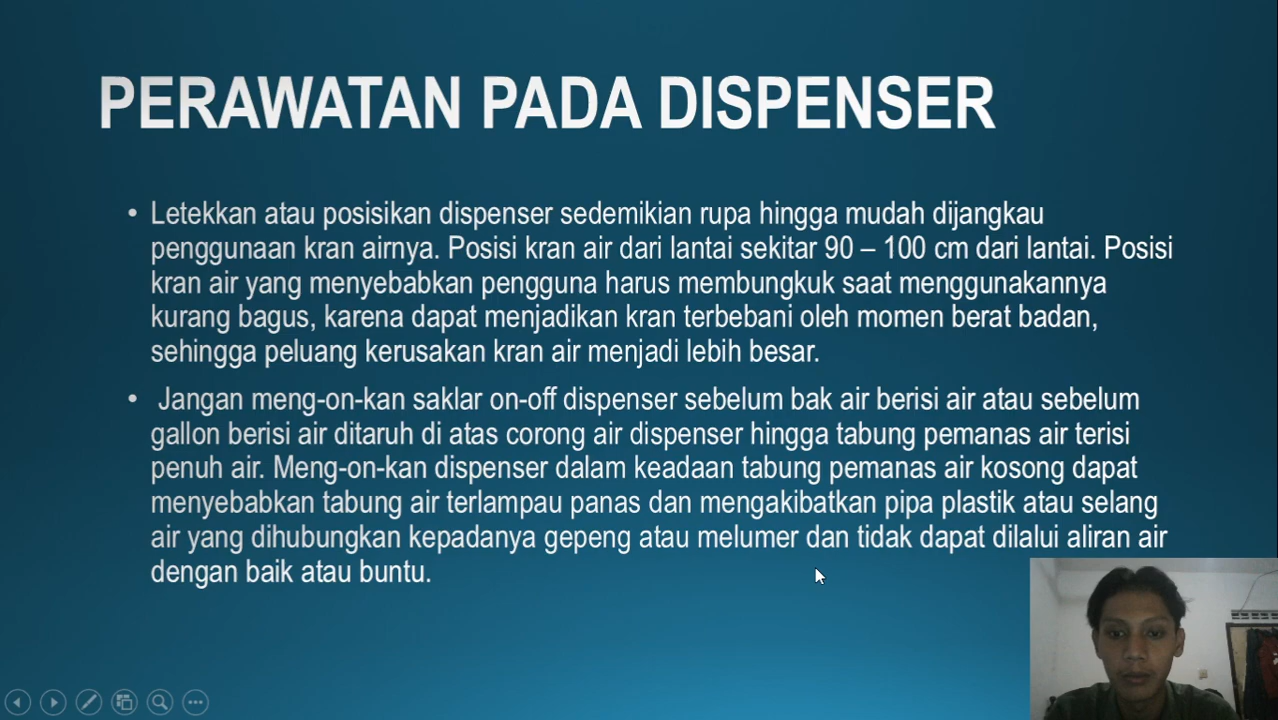 PERAWATAN PADA DISPENSER
• Letekkan atau posisikan dispenser sedemikian rupa hingga mudah dijangkau
penggunaan kran airnya. Posisi kran air dari lantai sekitar 90 – 100 cm dari lantai. Posisi
kran air yang menyebabkan pengguna harus membungkuk saat menggunakannya
kurang bagus, karena dapat menjadikan kran terbebani oleh momen berat badan,
sehingga peluang kerusakan kran air menjadi lebih besar.
• Jangan meng-on-kan saklar on-off dispenser sebelum bak air berisi air atau sebelum
gallon berisi air ditaruh di atas corong air dispenser hingga tabung pemanas air terisi
penuh air. Meng-on-kan dispenser dalam keadaan tabung pemanas air kosong dapat
menyebabkan tabung air terlampau panas dan mengakibatkan pipa plastik atau selang
air yang dihubungkan kepadanya gepeng atau melumer dan tidak dapat dilalui aliran air
dengan baik atau buntu.